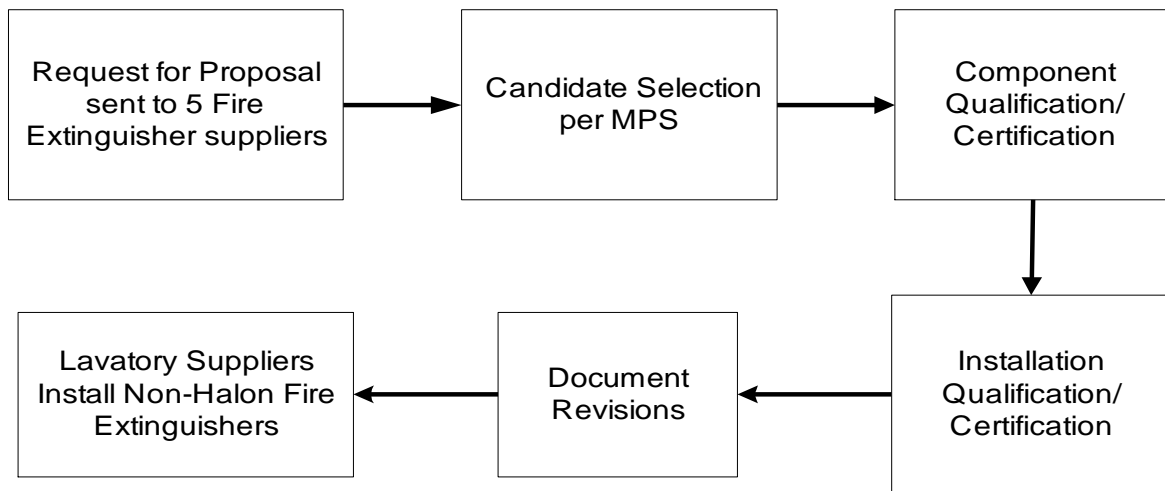 Request for Proposal
sent to 5 Fire
Extinguisher suppliers
Candidate Selection
per MPS
Component
Qualification/
Certification
Installation
Qualification/
Certification
Document
Revisions
Lavatory Suppliers
Install Non-Halon Fire
Extinguishers